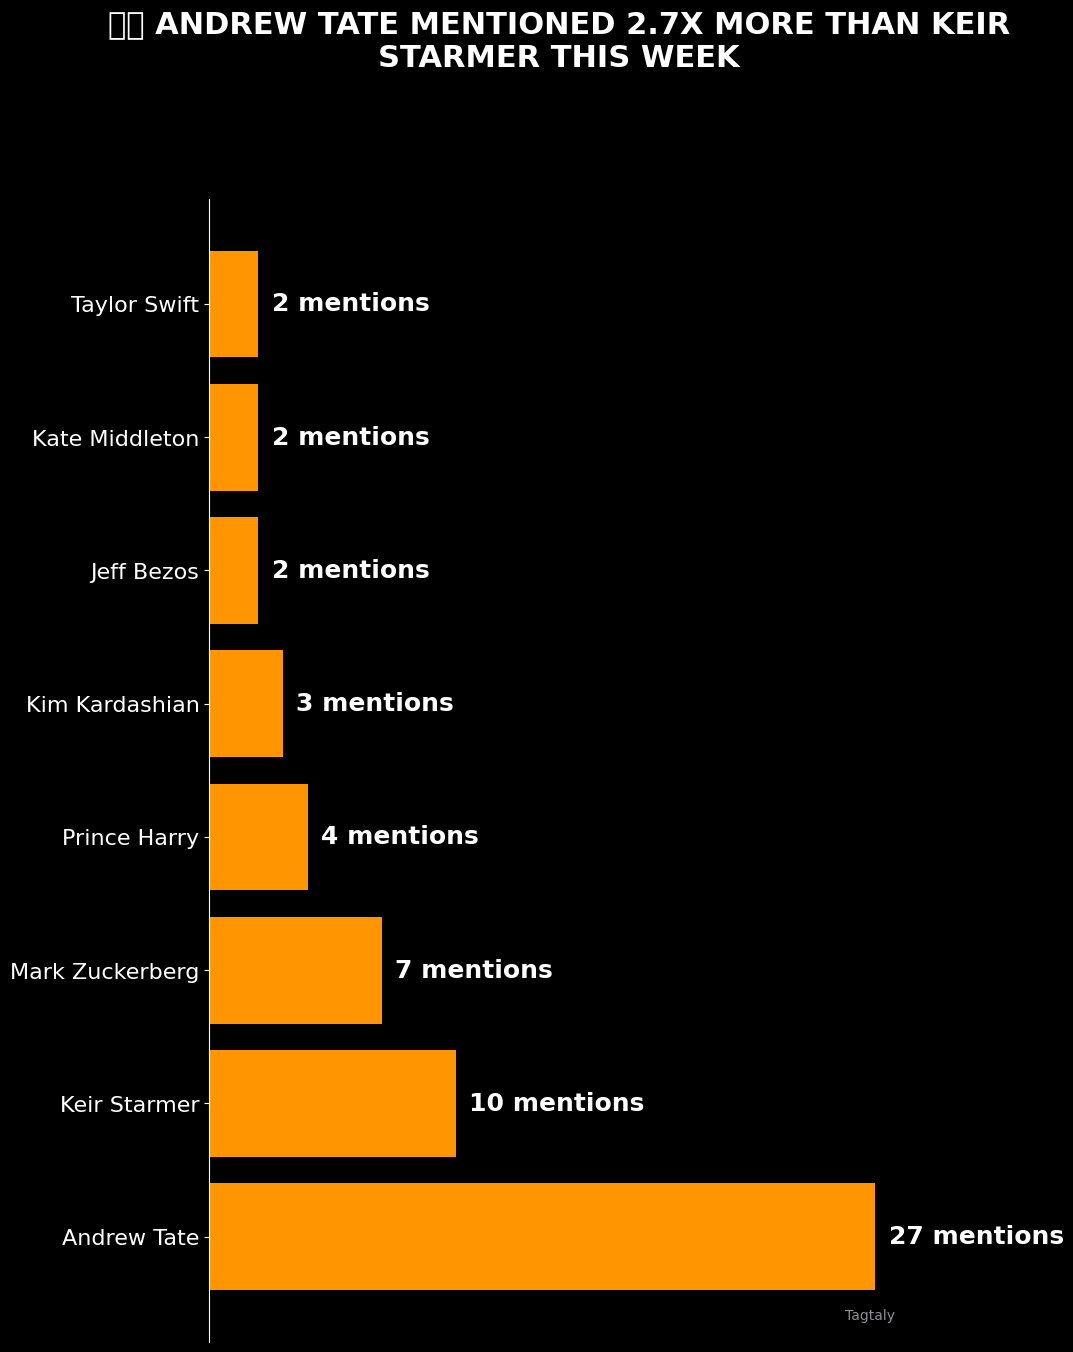 ANDREW TATE MENTIONED 2.7X MORE THAN KEIR
STARMER THIS WEEK
Taylor Swift
2 mentions
Kate Middleton
2 mentions
Jeff Bezos
2 mentions
Kim Kardashian
3 mentions
Prince Harry
4 mentions
Mark Zuckerberg
7 mentions
Keir Starmer
10 mentions
Andrew Tate
27 mentions
Tagtaly